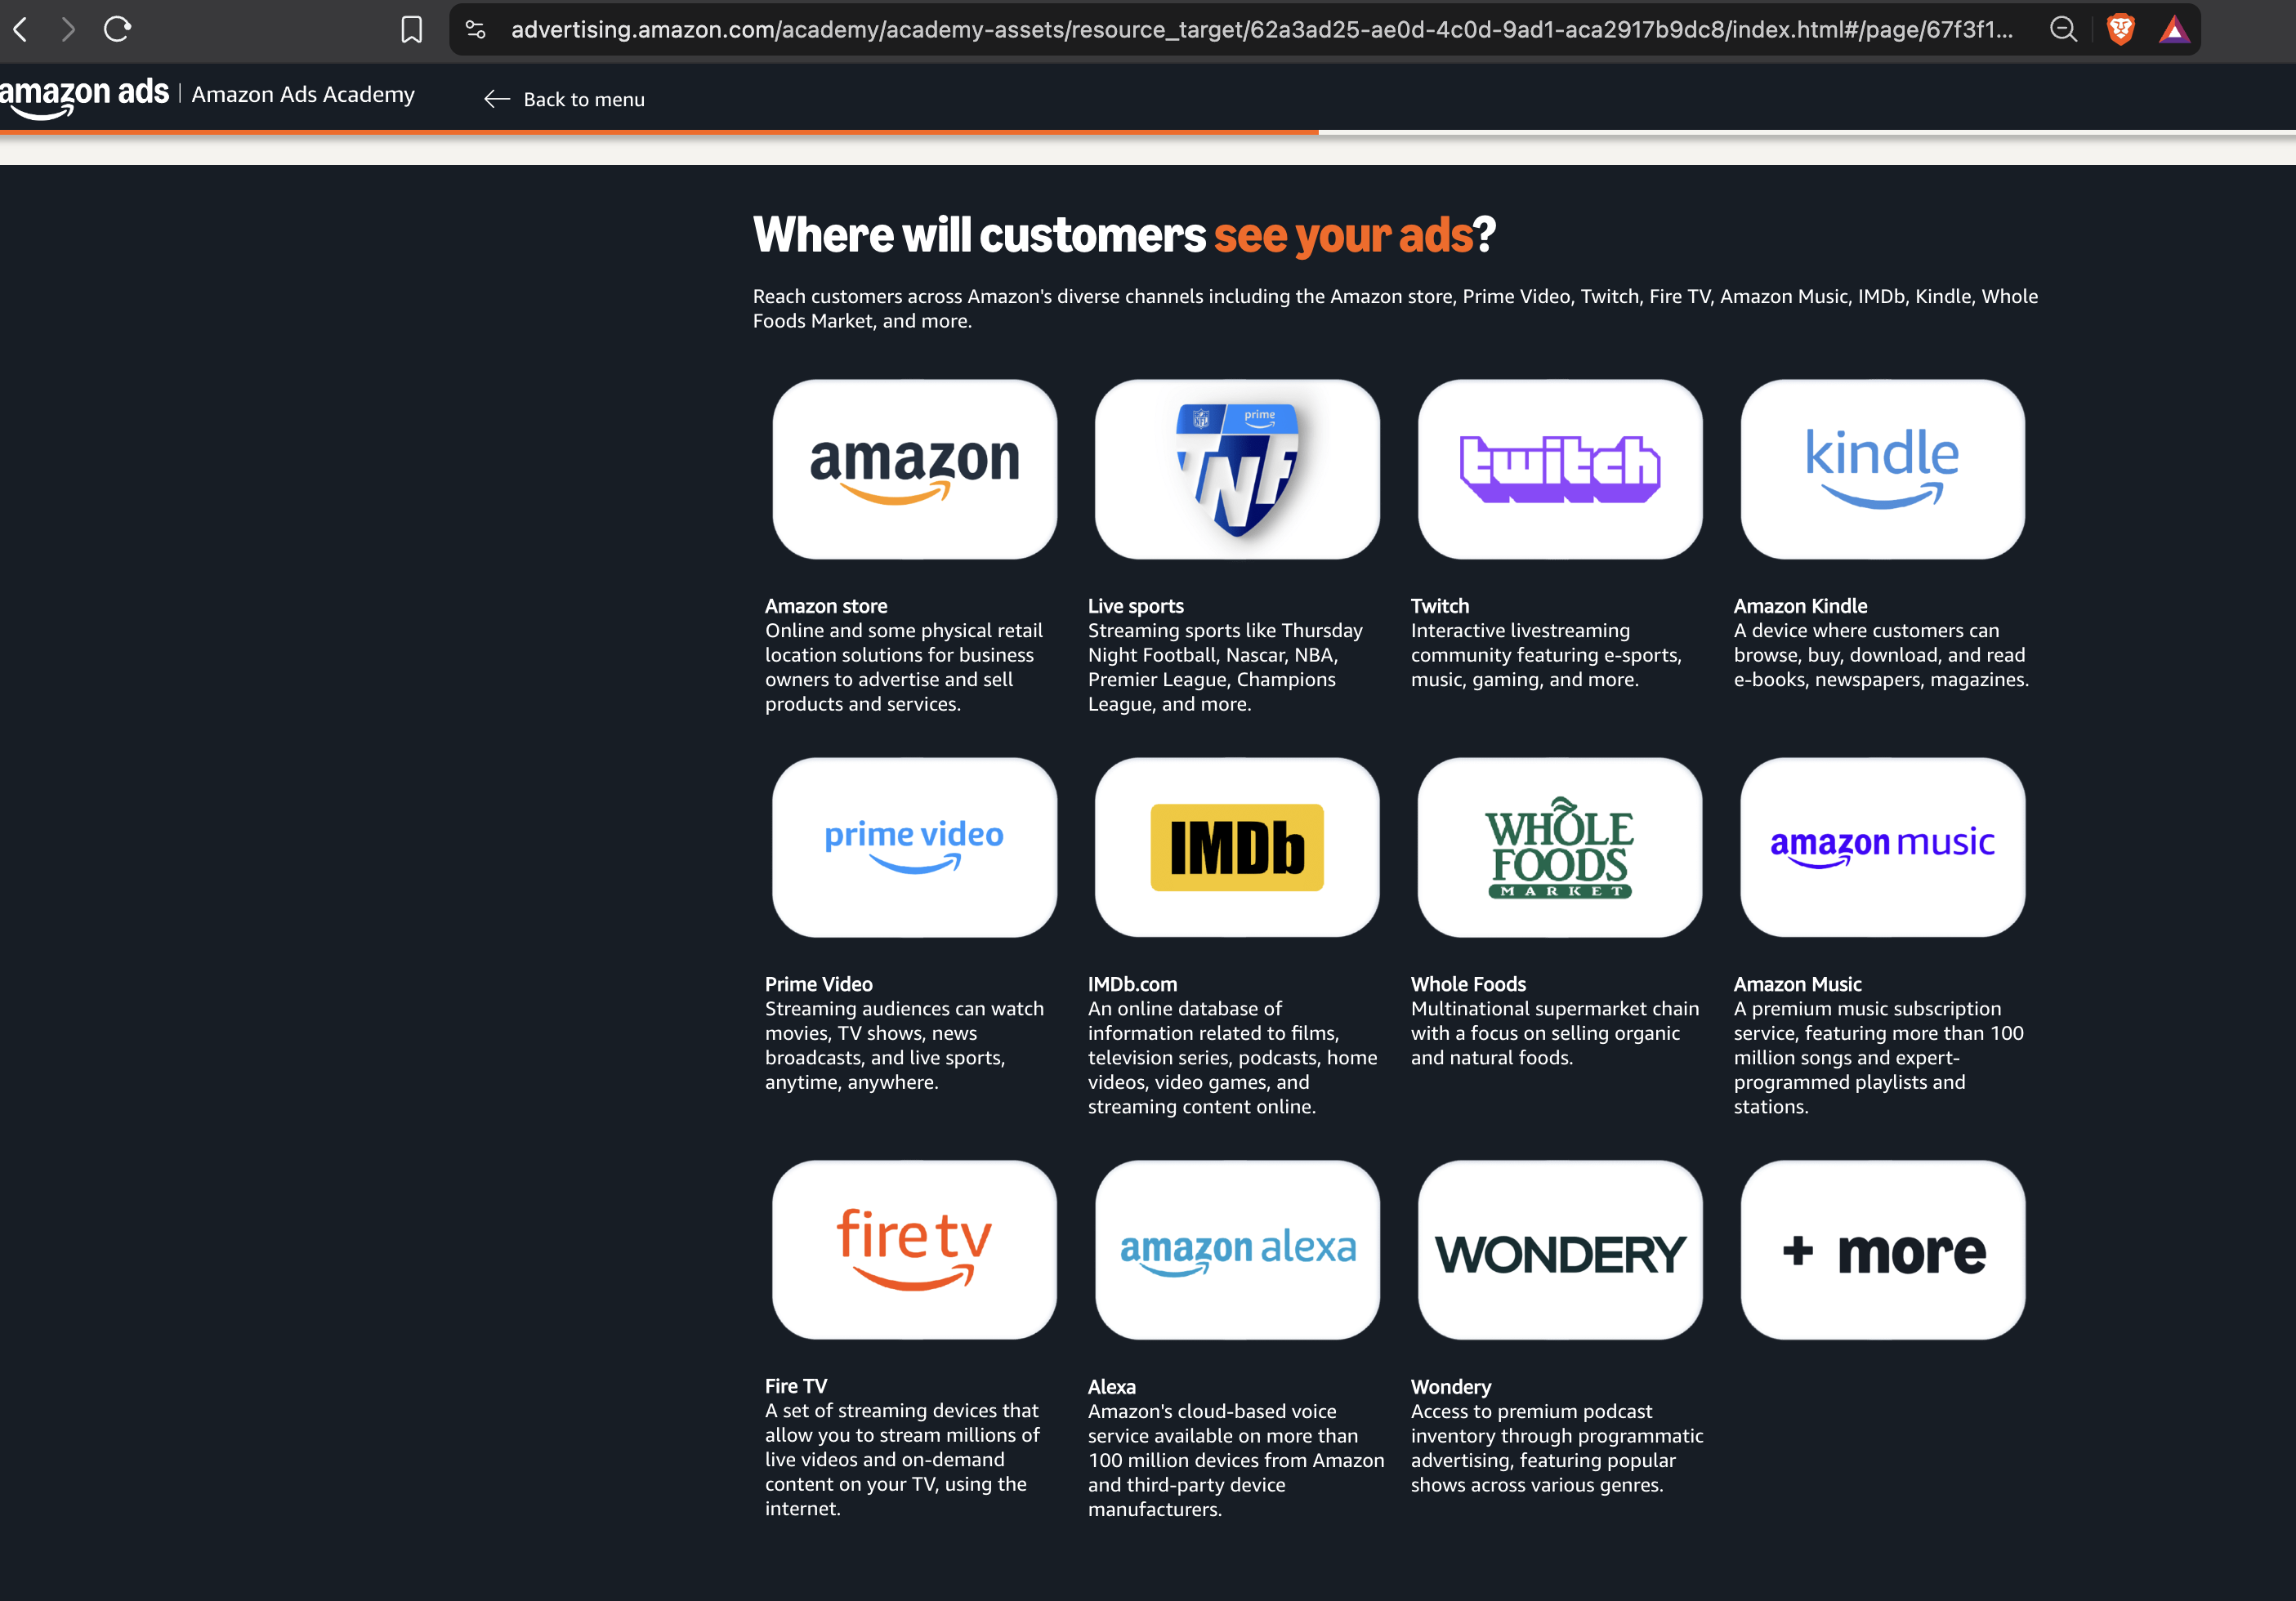 advertising.amazon.com/academy/academy-assets/resource_target/62a3ad25-ae0d-4c0d-9ad1-aca2917b9dc8/index.html#/page/67f3f1...
amazon ads | Amazon Ads Academy
Back to menu
Where will customers see your ads?
Reach customers across Amazon's diverse channels including the Amazon store, Prime Video, Twitch, Fire TV, Amazon Music, IMDb, Kindle, Whole
Foods Market, and more.
amazon
NFL prime
TNF
twitch
kindle
Amazon store
Online and some physical retail
location solutions for business
owners to advertise and sell
products and services.
Live sports
Streaming sports like Thursday
Night Football, Nascar, NBA,
Premier League, Champions
League, and more.
Twitch
Interactive livestreaming
community featuring e-sports,
music, gaming, and more.
Amazon Kindle
A device where customers can
browse, buy, download, and read
e-books, newspapers, magazines.
prime video
IMDb
WHOLE
FOODS
MARKET
amazon music
Prime Video
Streaming audiences can watch
movies, TV shows, news
broadcasts, and live sports,
anytime, anywhere.
IMDb.com
An online database of
information related to films,
television series, podcasts, home
videos, video games, and
streaming content online.
Whole Foods
Multinational supermarket chain
with a focus on selling organic
and natural foods.
Amazon Music
A premium music subscription
service, featuring more than 100
million songs and expert-
programmed playlists and
stations.
fire tv
amazon alexa
WONDERY
+ more
Fire TV
A set of streaming devices that
allow you to stream millions of
live videos and on-demand
content on your TV, using the
internet.
Alexa
Amazon's cloud-based voice
service available on more than
100 million devices from Amazon
and third-party device
manufacturers.
Wondery
Access to premium podcast
inventory through programmatic
advertising, featuring popular
shows across various genres.